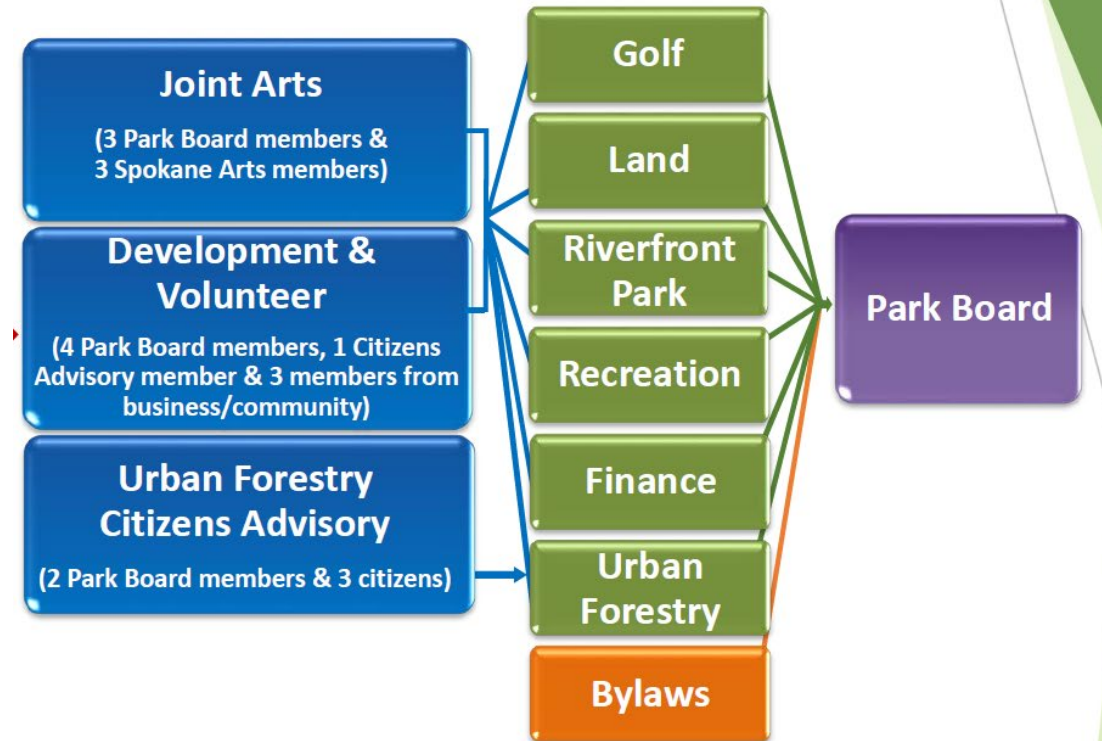 Joint Arts
(3 Park Board members &
3 Spokane Arts members)
Development &
Volunteer
(4 Park Board members, 1 Citizens
Advisory member & 3 members from
business/community)
Urban Forestry
Citizens Advisory
(2 Park Board members & 3 citizens)
Golf
Land
Riverfront
Park
Recreation
Finance
Urban
Forestry
Bylaws
Park Board